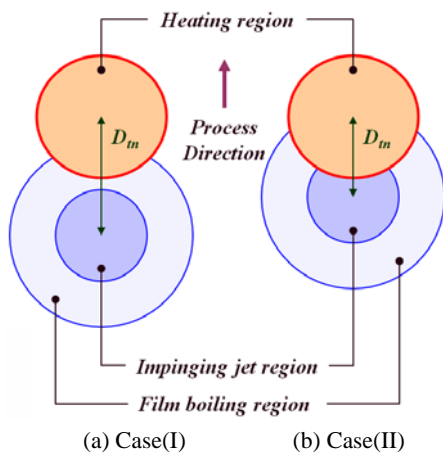 Heating region
D_tn
Process
Direction
D_tn
Impinging jet region
Film boiling region
(a) Case(I) (b) Case(II)